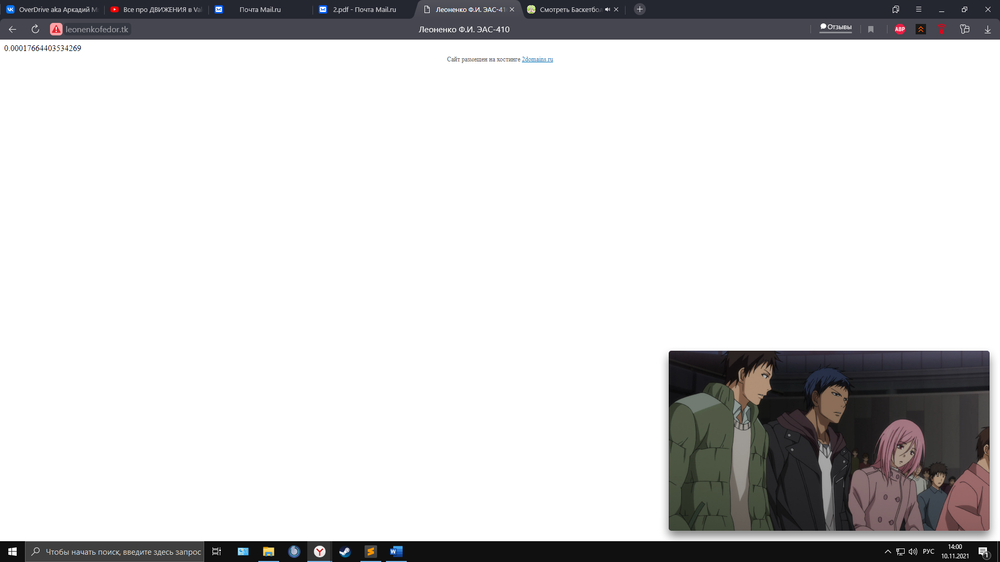 OverDrive aka Аркадий M
Все про ДВИЖЕНИЯ в Val
Почта Mail.ru
2.pdf - Почта Mail.ru
Леоненко Ф.И. ЭАС-41
Смотреть Баскетбол
leonenkofedor.tk
Леоненко Ф.И. ЭАС-410
Отзывы
ABP
0.00017664403534269
Сайт размещен на хостинге 2domains.ru
Чтобы начать поиск, введите здесь запрос
РУС
14:00
10.11.2021
1